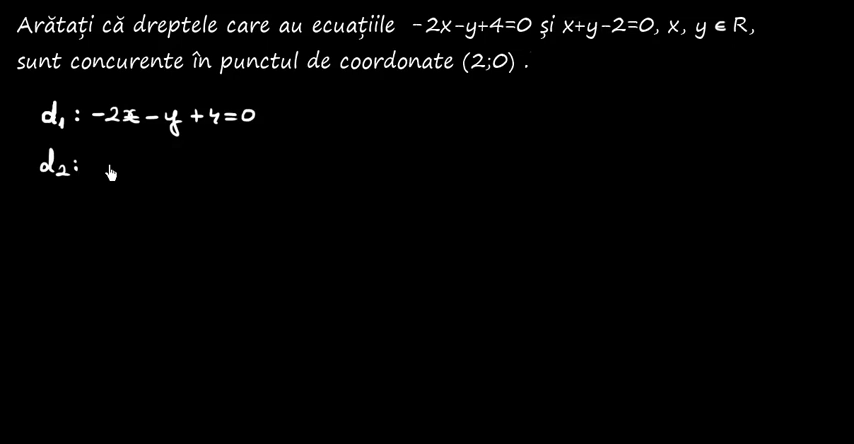 Arătați că dreptele care au ecuațiile -2x-y+4=0 și x+y-2=0, x, y ∈ R,
sunt concurente în punctul de coordonate (2;0) .
d₁: -2x - y + 4 = 0
d₂: